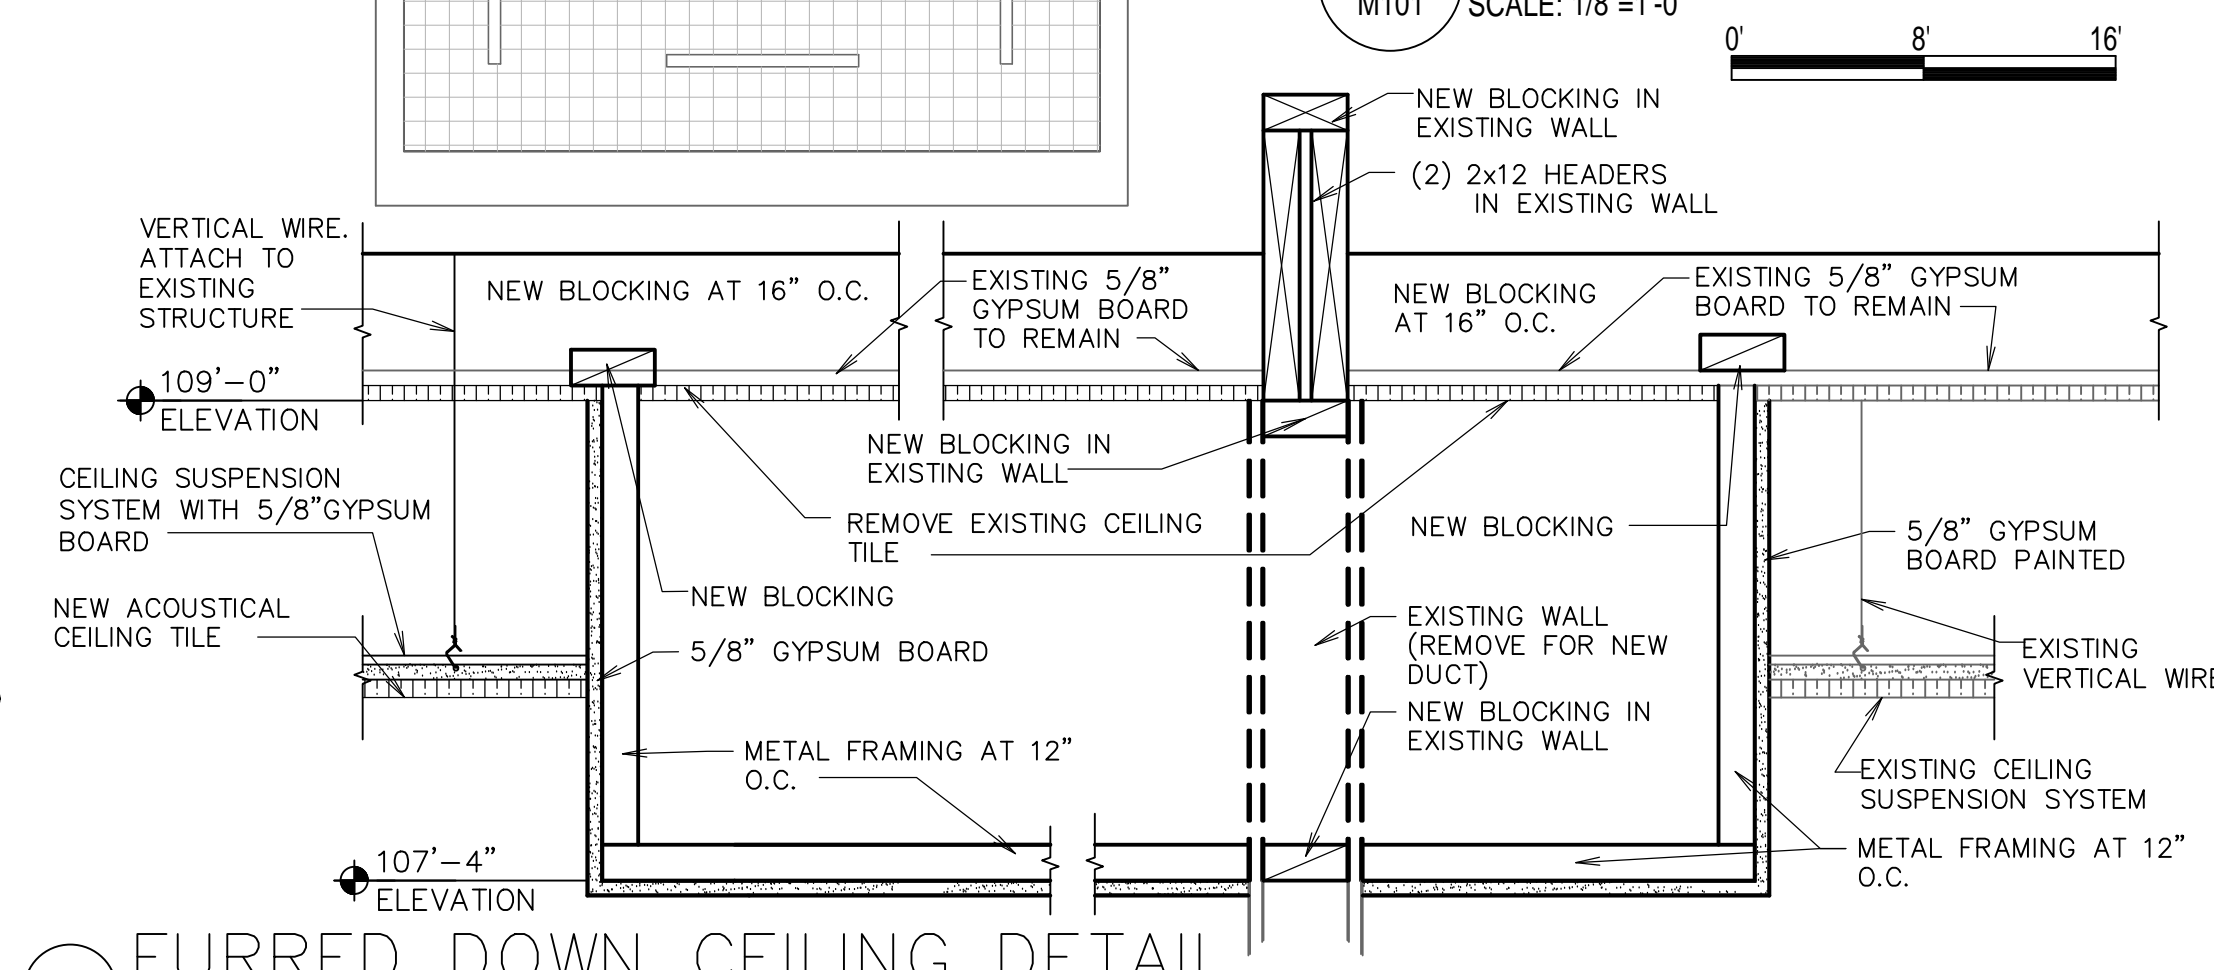 M101
SCALE: 1/8"=1'-0"
0' 8' 16'
NEW BLOCKING IN
EXISTING WALL
(2) 2x12 HEADERS
IN EXISTING WALL
VERTICAL WIRE.
ATTACH TO
EXISTING
STRUCTURE
NEW BLOCKING AT 16” O.C.
EXISTING 5/8”
GYPSUM BOARD
TO REMAIN
NEW BLOCKING
AT 16” O.C.
EXISTING 5/8” GYPSUM
BOARD TO REMAIN
109’–0”
ELEVATION
NEW BLOCKING IN
EXISTING WALL
CEILING SUSPENSION
SYSTEM WITH 5/8”GYPSUM
BOARD
REMOVE EXISTING CEILING
TILE
NEW BLOCKING
5/8” GYPSUM
BOARD PAINTED
NEW ACOUSTICAL
CEILING TILE
NEW BLOCKING
5/8” GYPSUM BOARD
EXISTING WALL
(REMOVE FOR NEW
DUCT)
EXISTING
VERTICAL WIRE
NEW BLOCKING IN
EXISTING WALL
METAL FRAMING AT 12”
O.C.
EXISTING CEILING
SUSPENSION SYSTEM
METAL FRAMING AT 12”
O.C.
107’–4”
ELEVATION
FURRED DOWN CEILING DETAIL